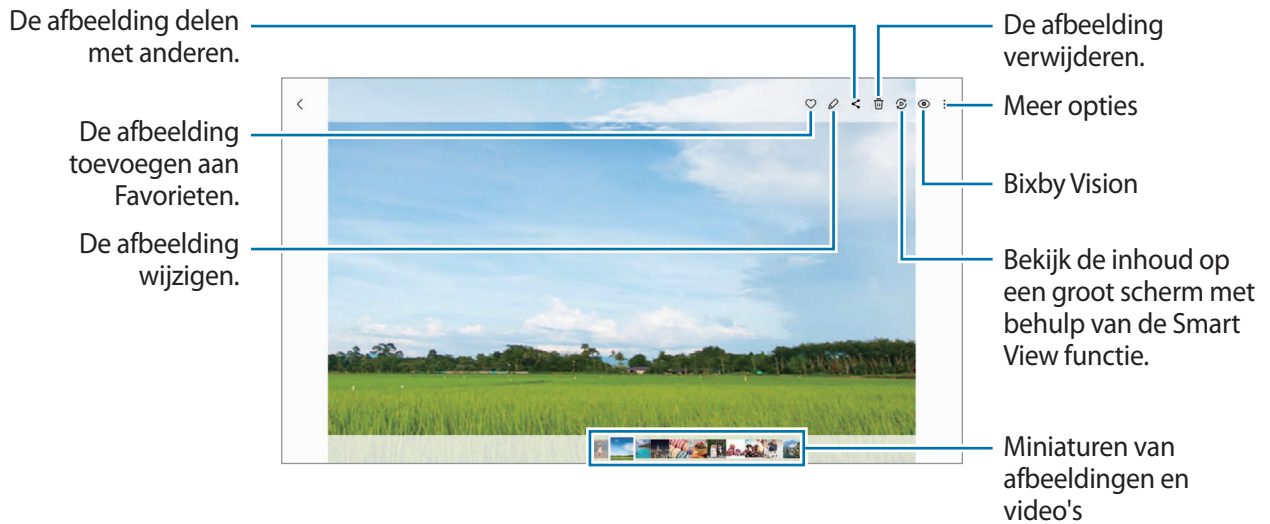 De afbeelding delen
met anderen.
De afbeelding
toevoegen aan
Favorieten.
De afbeelding
wijzigen.
De afbeelding
verwijderen.
Meer opties
Bixby Vision
Bekijk de inhoud op
een groot scherm met
behulp van de Smart
View functie.
Miniaturen van
afbeeldingen en
video's